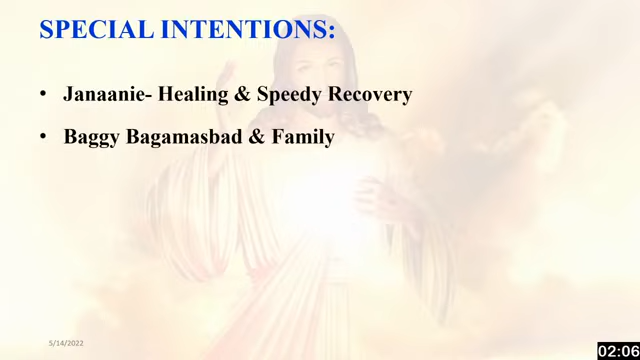 SPECIAL INTENTIONS:
• Janaanie- Healing & Speedy Recovery
• Baggy Bagamasbad & Family
5/14/2022
02:06